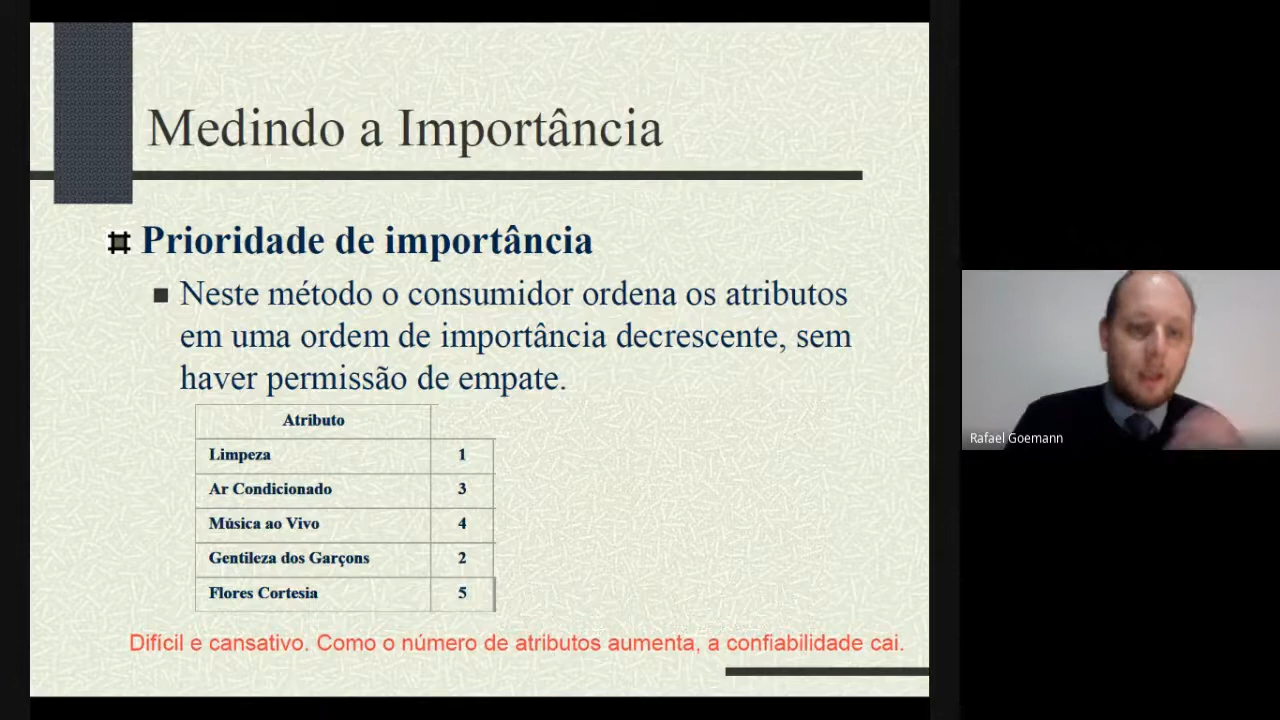 Medindo a Importância
Prioridade de importância
Neste método o consumidor ordena os atributos
em uma ordem de importância decrescente, sem
haver permissão de empate.
Atributo
Limpeza 1
Ar Condicionado 3
Música ao Vivo 4
Gentileza dos Garçons 2
Flores Cortesia 5
Difícil e cansativo. Como o número de atributos aumenta, a confiabilidade cai.
Rafael Goemann